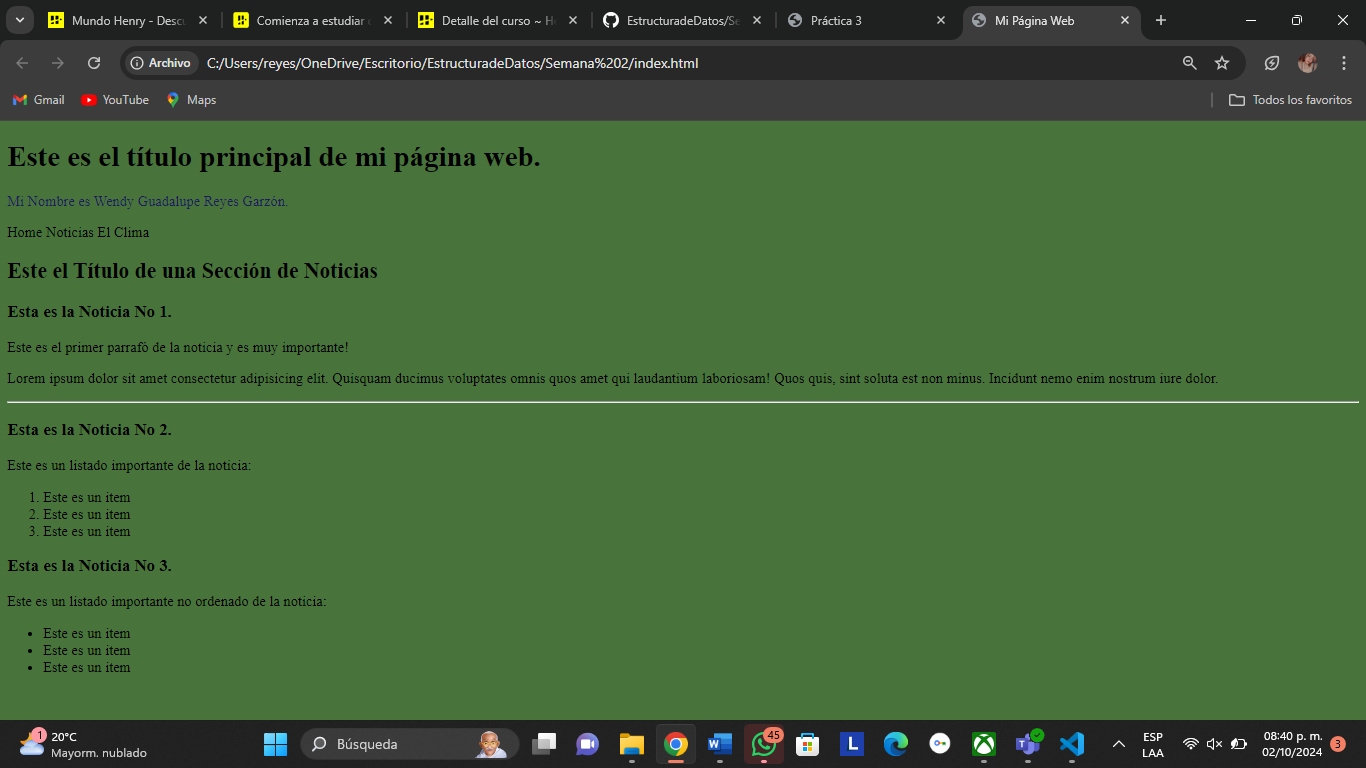 Mundo Henry - Descu
Comienza a estudiar
Detalle del curso ~ H
EstructuradeDatos/Se
Práctica 3
Mi Página Web
Archivo
C:/Users/reyes/OneDrive/Escritorio/EstructuradeDatos/Semana%202/index.html
Gmail
YouTube
Maps
Todos los favoritos
Este es el título principal de mi página web.
Mi Nombre es Wendy Guadalupe Reyes Garzón.
Home Noticias El Clima
Este el Título de una Sección de Noticias
Esta es la Noticia No 1.
Este es el primer parrafò de la noticia y es muy importante!
Lorem ipsum dolor sit amet consectetur adipisicing elit. Quisquam ducimus voluptates omnis quos amet qui laudantium laboriosam! Quos quis, sint soluta est non minus. Incidunt nemo enim nostrum iure dolor.
Esta es la Noticia No 2.
Este es un listado importante de la noticia:
1. Este es un item
2. Este es un item
3. Este es un item
Esta es la Noticia No 3.
Este es un listado importante no ordenado de la noticia:
• Este es un item
• Este es un item
• Este es un item
1
20°C
Mayorm. nublado
Búsqueda
45
L
ESP
LAA
08:40 p. m.
02/10/2024
3